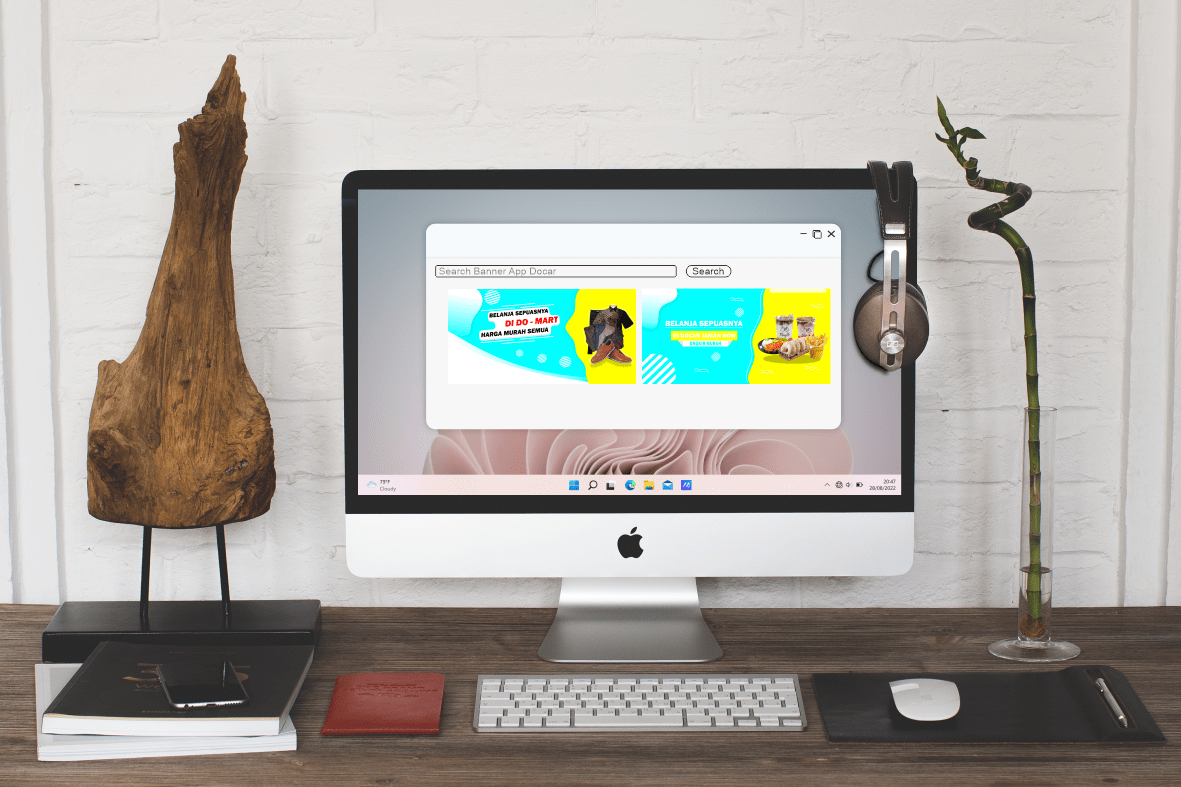 Search Banner App Docar
Search
BELANJA SEPUASNYA
DI DO - MART
HARGA MURAH SEMUA
BELANJA SEPUASNYA
79°F
Cloudy
20:47
28/08/2022